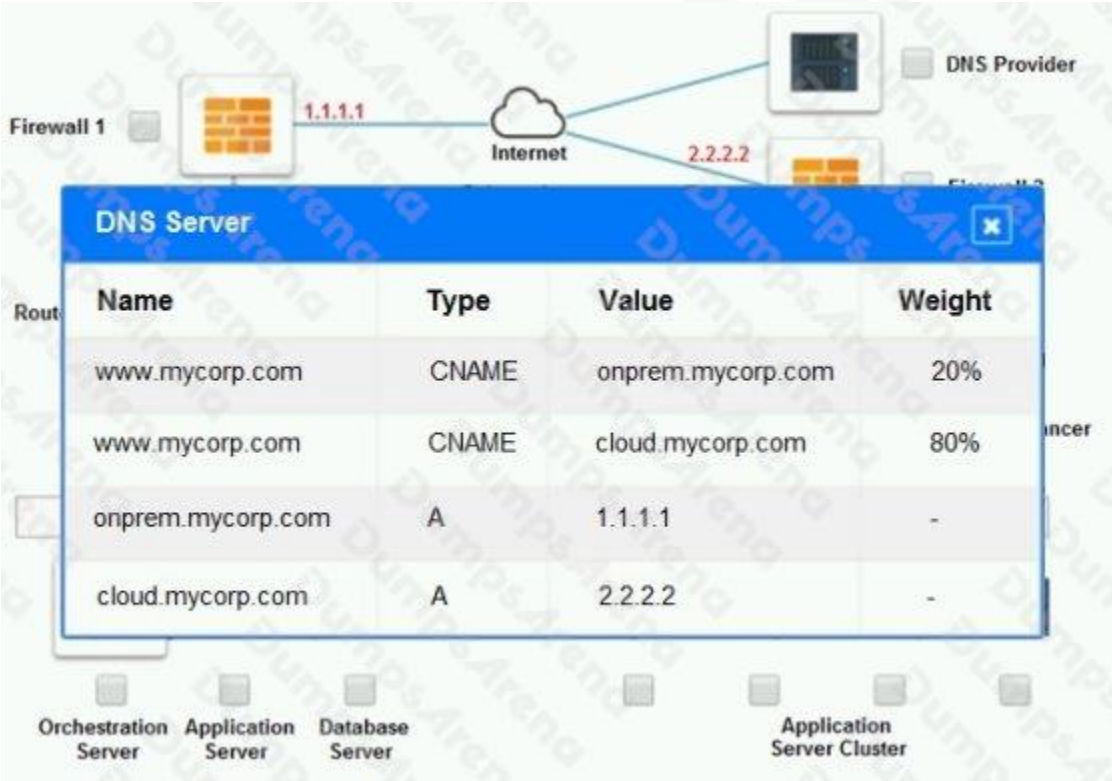 DNS Provider
Firewall 1
1.1.1.1
Internet
2.2.2.2
DNS Server
Name Type Value Weight
www.mycorp.com CNAME onprem.mycorp.com 20%
www.mycorp.com CNAME cloud.mycorp.com 80%
onprem.mycorp.com A 1.1.1.1 -
cloud.mycorp.com A 2.2.2.2 -
Rout
ancer
Orchestration Server
Application Server
Database Server
Application Server Cluster
DumpsArena